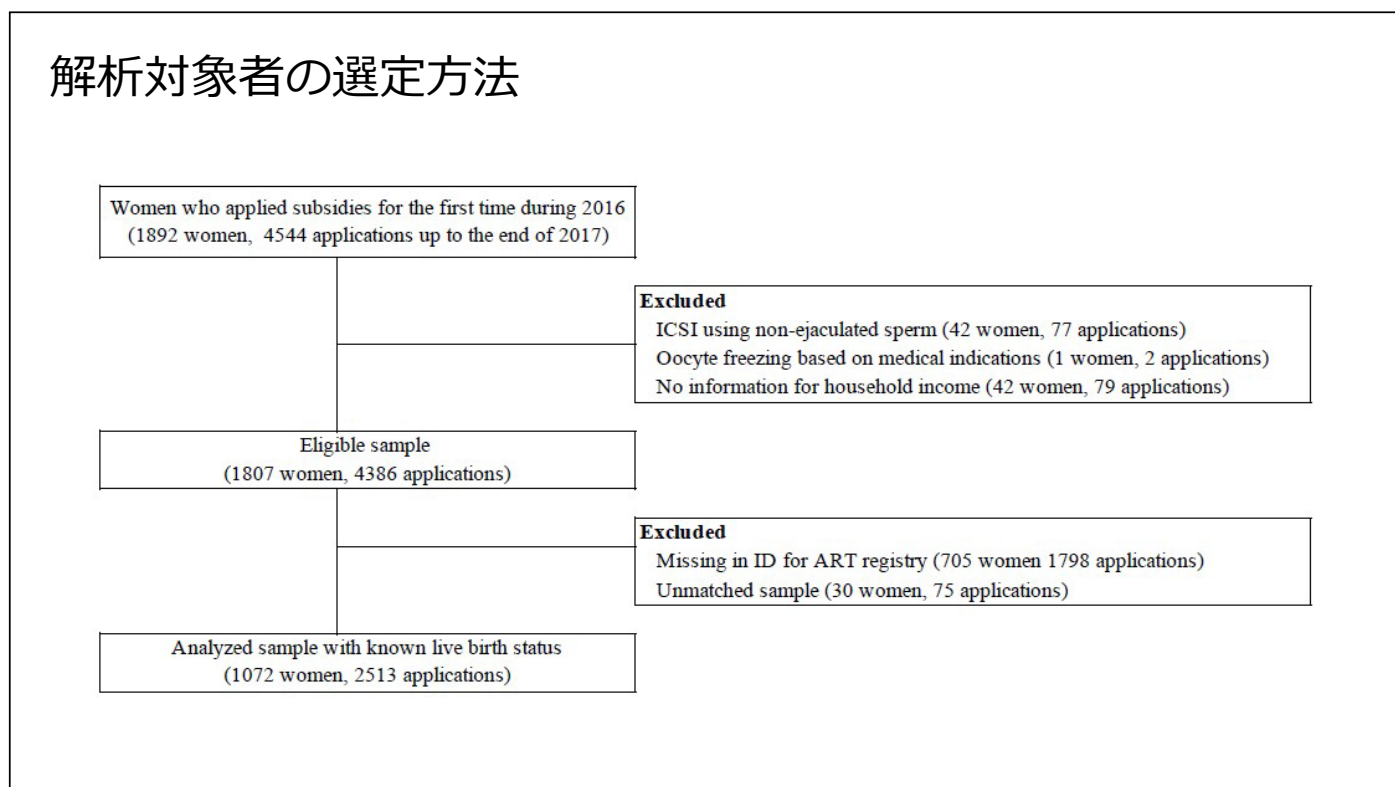 解析対象者の選定方法
Women who applied subsidies for the first time during 2016
(1892 women, 4544 applications up to the end of 2017)
Excluded
ICSI using non-ejaculated sperm (42 women, 77 applications)
Oocyte freezing based on medical indications (1 women, 2 applications)
No information for household income (42 women, 79 applications)
Eligible sample
(1807 women, 4386 applications)
Excluded
Missing in ID for ART registry (705 women 1798 applications)
Unmatched sample (30 women, 75 applications)
Analyzed sample with known live birth status
(1072 women, 2513 applications)